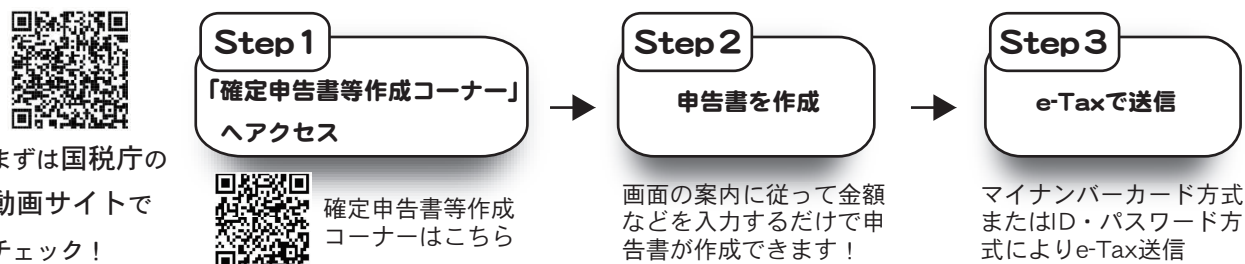 まずは国税庁の
動画サイトで
チェック！
Step1
「確定申告書等作成コーナー」
へアクセス
確定申告書等作成
コーナーはこちら
Step2
申告書を作成
画面の案内に従って金額
などを入力するだけで申
告書が作成できます！
Step3
e-Taxで送信
マイナンバーカード方式
またはID・パスワード方
式によりe-Tax送信